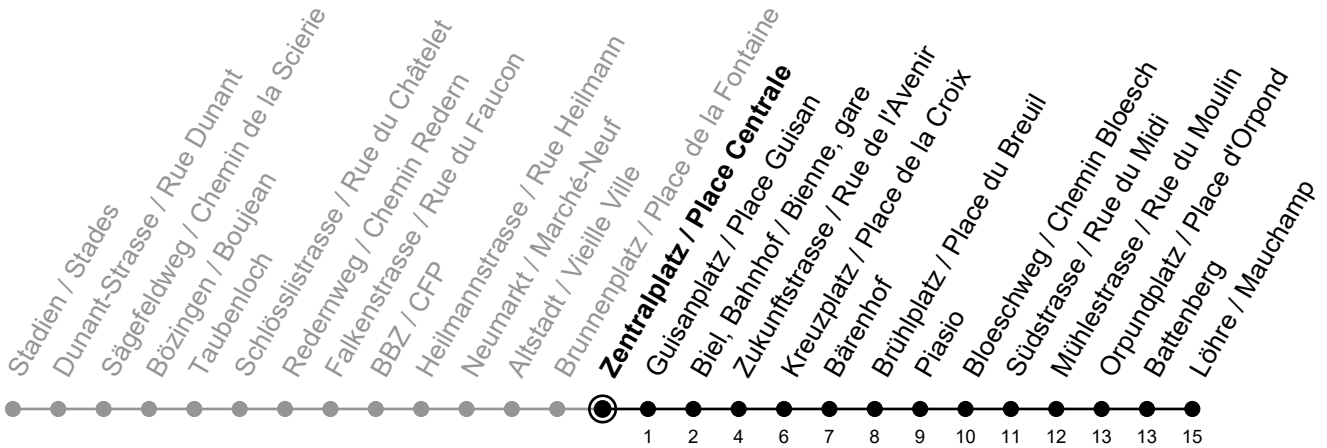 Stadien / Stades
Dunant-Strasse / Rue Dunant
Sägefeldweg / Chemin de la Scierie
Bözingen / Boujean
Taubenloch
Schlösslistrasse / Rue du Châtelet
Redernweg / Chemin Redern
Falkenstrasse / Rue du Faucon
BBZ / CFP
Heilmannstrasse / Rue Heilmann
Neumarkt / Marché-Neuf
Altstadt / Vieille Ville
Brunnenplatz / Place de la Fontaine
Zentralplatz / Place Centrale
Guisanplatz / Place Guisan
Biel, Bahnhof / Bienne, gare
Zukunftstrasse / Rue de l'Avenir
Kreuzplatz / Place de la Croix
Bärenhof
Brühlplatz / Place du Breuil
Piasio
Bloeschweg / Chemin Bloesch
Südstrasse / Rue du Midi
Mühlestrasse / Rue du Moulin
Orpundplatz / Place d'Orpond
Battenberg
Löhre / Mauchamp
1 2 4 6 7 8 9 10 11 12 13 13 15